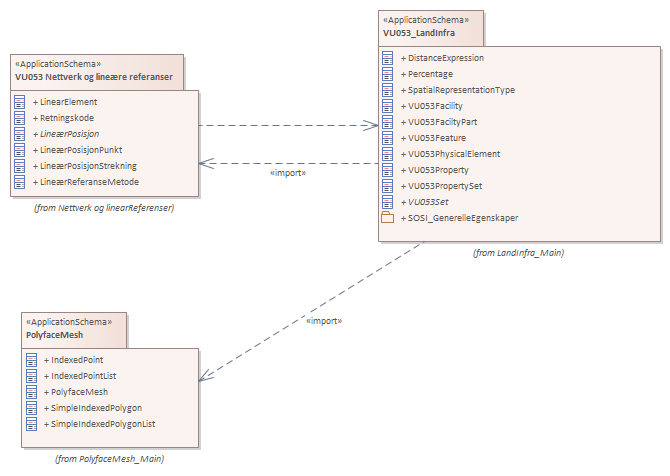 «ApplicationSchema»
VU053 Nettverk og lineære referanser
+ LinearElement
+ Retningskode
+ LineærPosisjon
+ LineærPosisjonPunkt
+ LineærPosisjonStrekning
+ LineærReferanseMetode
(from Nettverk og linearReferenser)
«ApplicationSchema»
VU053_LandInfra
+ DistanceExpression
+ Percentage
+ SpatialRepresentationType
+ VU053Facility
+ VU053FaciltyPart
+ VU053Feature
+ VU053PhysicalElement
+ VU053Property
+ VU053PropertySet
+ VU053Set
+ SOSI_GenerelleEgenskaper
(from LandInfra_Main)
«import»
«import»
«ApplicationSchema»
PolyfaceMesh
+ IndexedPoint
+ IndexedPointList
+ PolyfaceMesh
+ SimpleIndexedPolygon
+ SimpleIndexedPolygonList
(from PolyfaceMesh_Main)